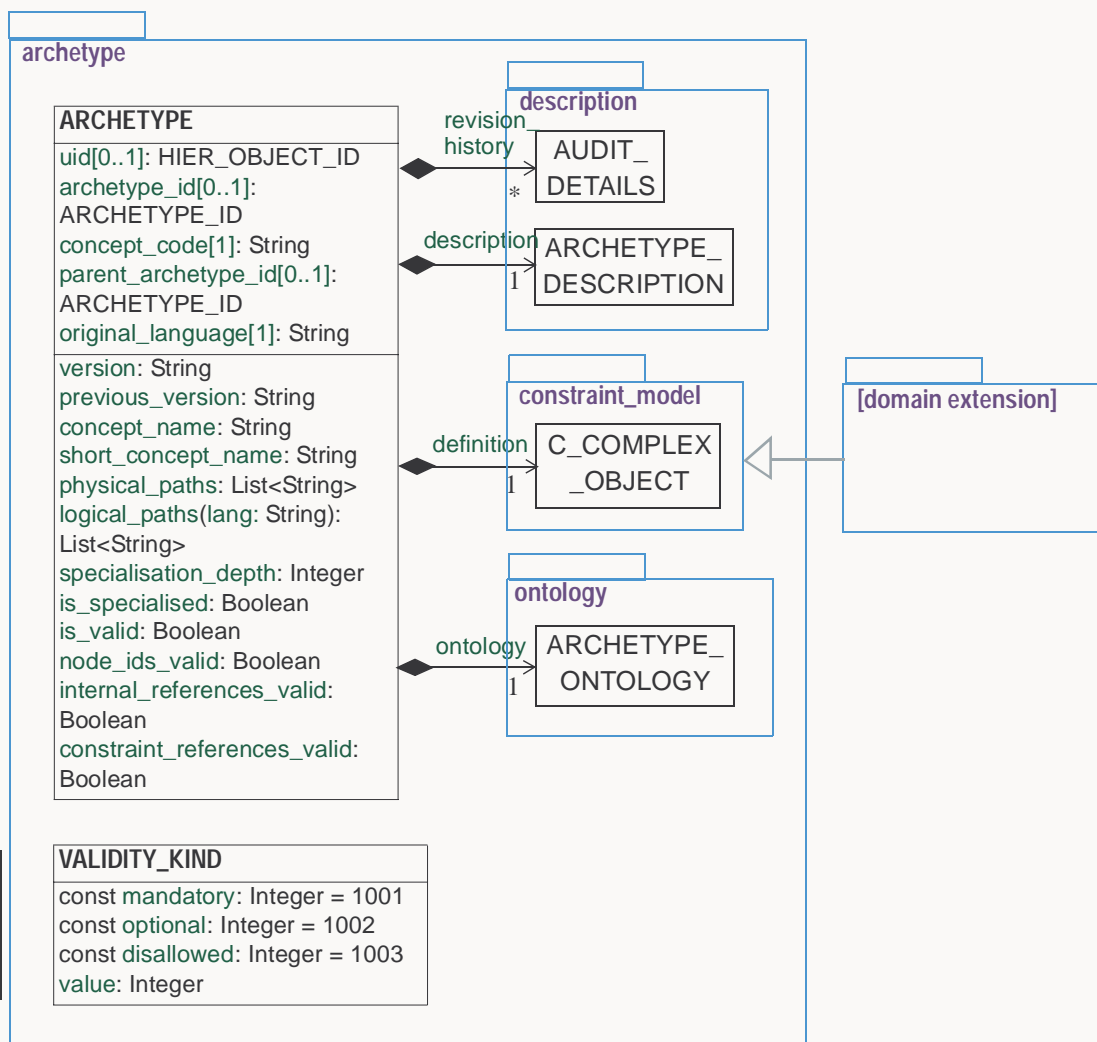 archetype
ARCHETYPE
uid[0..1]: HIER_OBJECT_ID
archetype_id[0..1]:
ARCHETYPE_ID
concept_code[1]: String
parent_archetype_id[0..1]:
ARCHETYPE_ID
original_language[1]: String
version: String
previous_version: String
concept_name: String
short_concept_name: String
physical_paths: List<String>
logical_paths(lang: String):
List<String>
specialisation_depth: Integer
is_specialised: Boolean
is_valid: Boolean
node_ids_valid: Boolean
internal_references_valid:
Boolean
constraint_references_valid:
Boolean
revision_
history
*
description
AUDIT_
DETAILS
description
1
ARCHETYPE_
DESCRIPTION
constraint_model
definition
1
C_COMPLEX
_OBJECT
[domain extension]
ontology
ontology
1
ARCHETYPE_
ONTOLOGY
VALIDITY_KIND
const mandatory: Integer = 1001
const optional: Integer = 1002
const disallowed: Integer = 1003
value: Integer